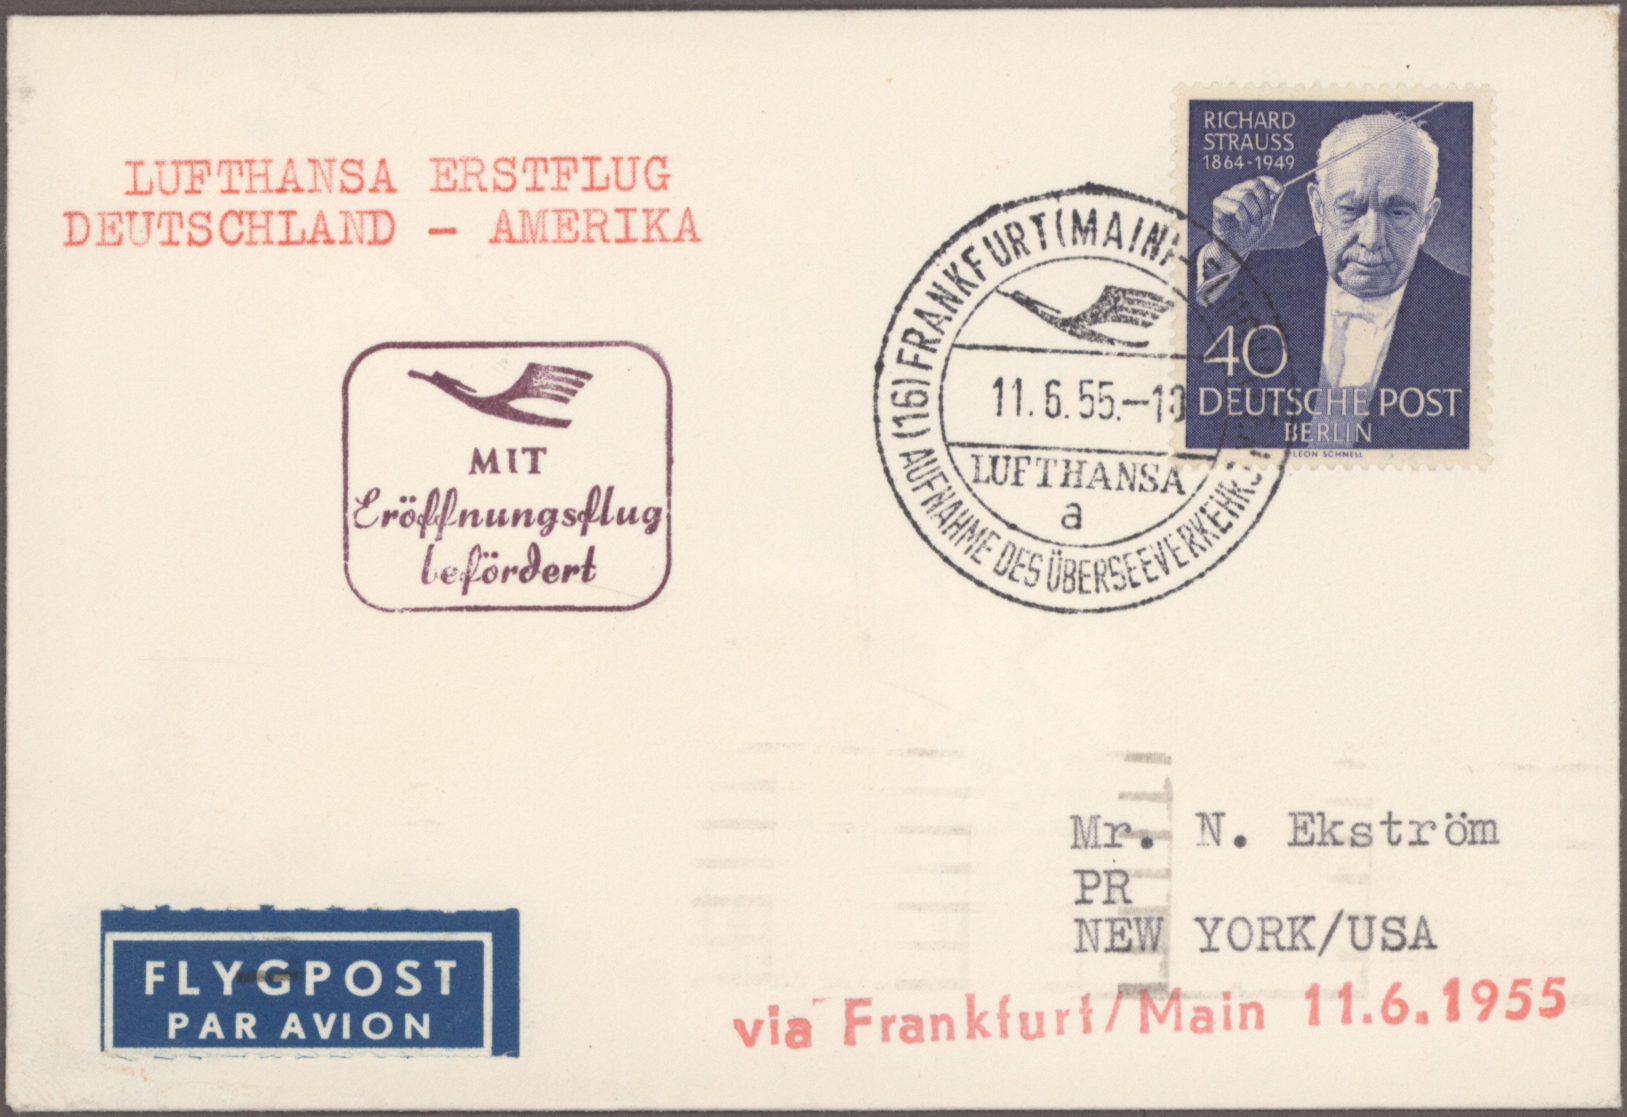 LUFTHANSA ERSTFLUG
DEUTSCHLAND - AMERIKA
RICHARD
STRAUSS
1864-1949
40
DEUTSCHE POST
BERLIN
LEON SCHNELL
(16) FRANKFURT (MAIN)
11.6.55.-
LUFTHANSA
a
AUFNAHME DES ÜBERSEEVERKEHRS
MIT
Eröffnungsflug
befördert
Mr. N. Ekström
PR
NEW YORK/USA
FLYGPOST
PAR AVION
via Frankfurt/Main 11.6.1955